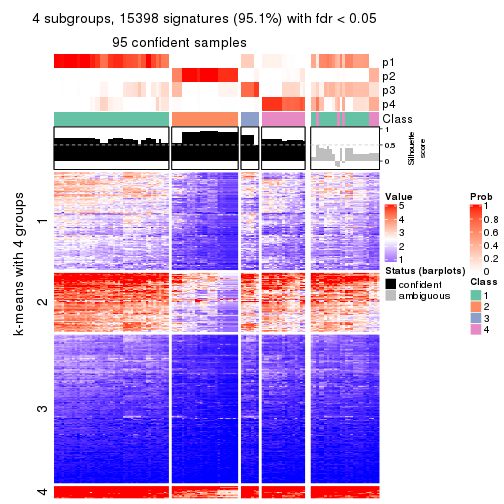 4 subgroups, 15398 signatures (95.1%) with fdr < 0.05
95 confident samples
p1
p2
p3
p4
Class
1
0.5
0
Silhouette
score
k-means with 4 groups
1
2
3
4
Value
5
4
3
2
1
Status (barplots)
confident
ambiguous
Prob
1
0.8
0.6
0.4
0.2
0
Class
1
2
3
4